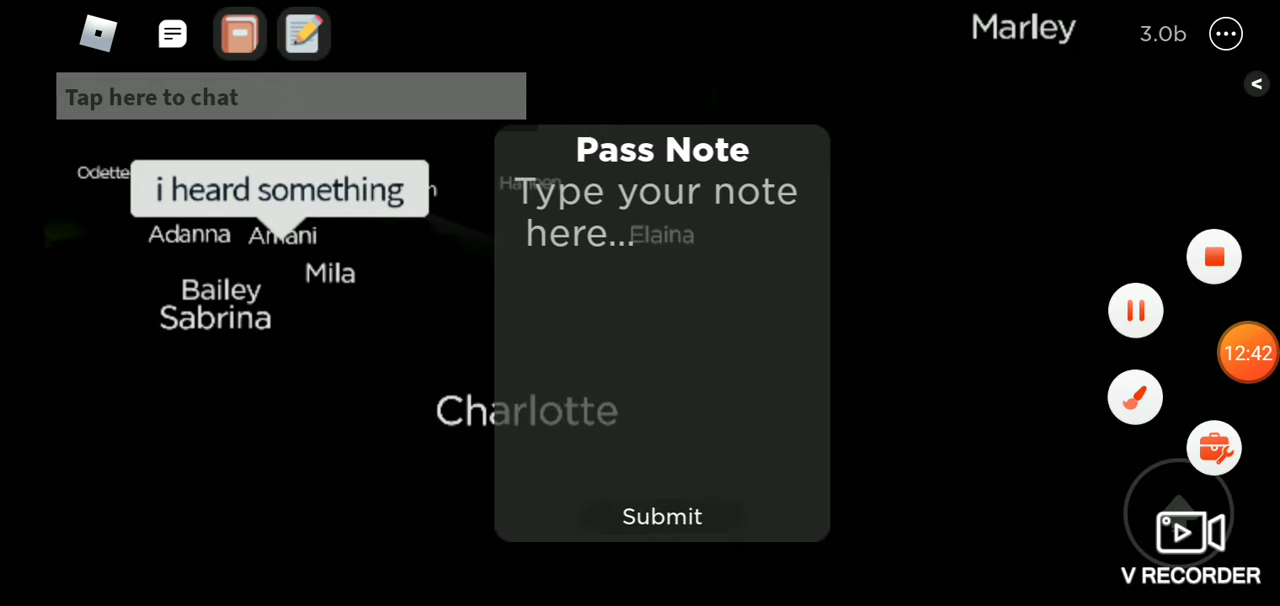 Marley
3.0b
Tap here to chat
Pass Note
Odette
i heard something
Type your note
here...
Adanna
Amani
Elaina
Mila
Bailey
Sabrina
Charlotte
Submit
12:42
V RECORDER